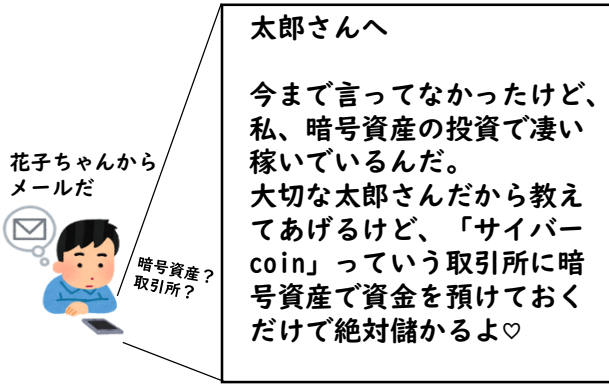 花子ちゃんから
メールだ
暗号資産？
取引所？
太郎さんへ
今まで言ってなかったけど、
私、暗号資産の投資で凄い
稼いでいるんだ。
大切な太郎さんだから教え
てあげるけど、「サイバー
coin」っていう取引所に暗
号資産で資金を預けておく
だけで絶対儲かるよ♡